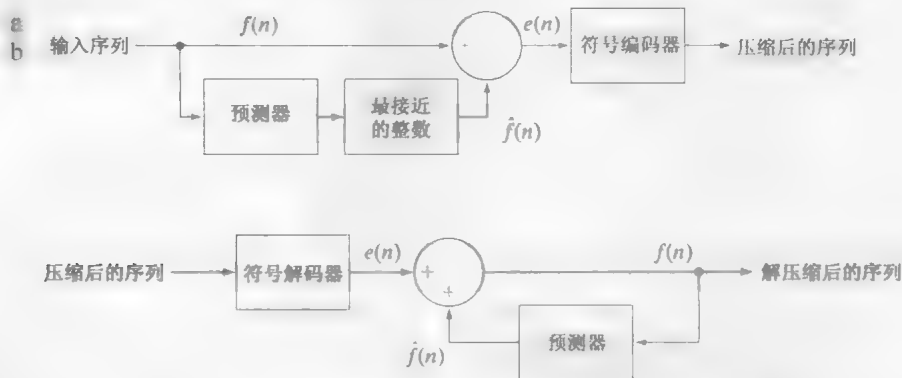 a
b
f(n)
e(n)
输入序列
符号编码器
压缩后的序列
预测器
最接近
的整数
f̂(n)
压缩后的序列
符号解码器
e(n)
+
+
f(n)
解压缩后的序列
f̂(n)
预测器